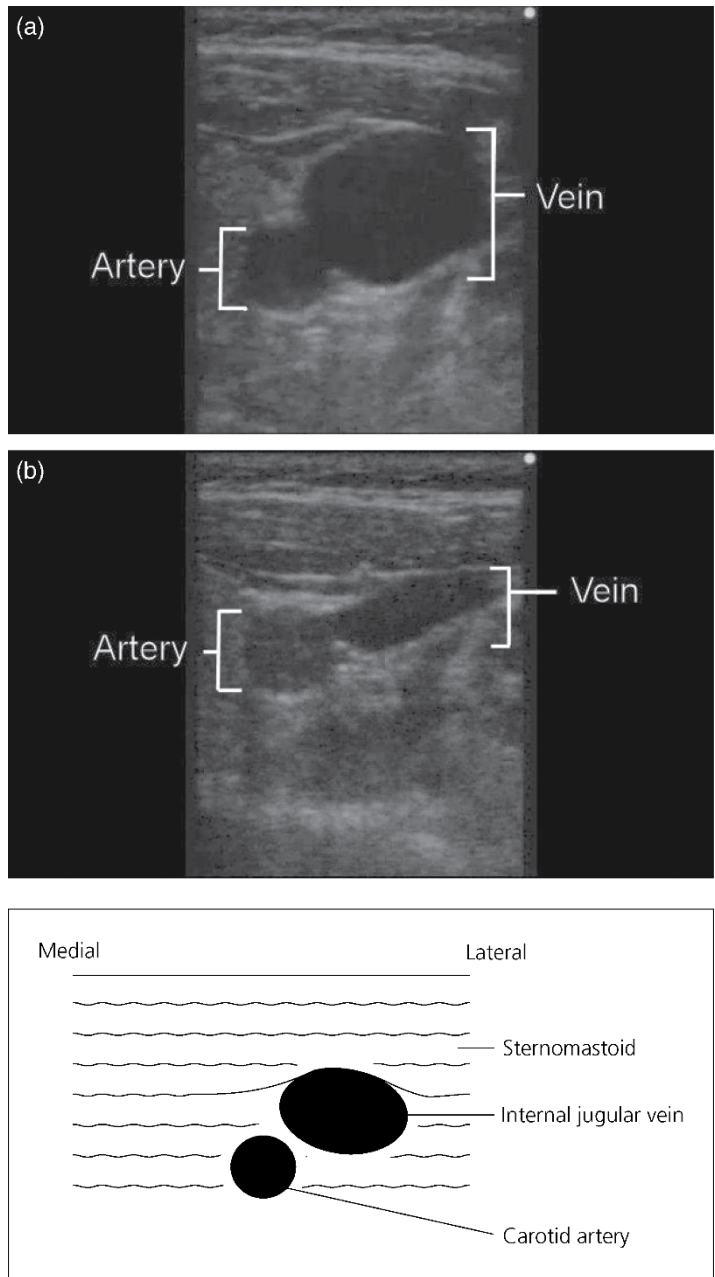 (a)
Vein
Artery
(b)
Vein
Artery
Medial Lateral
Sternomastoid
Internal jugular vein
Carotid artery